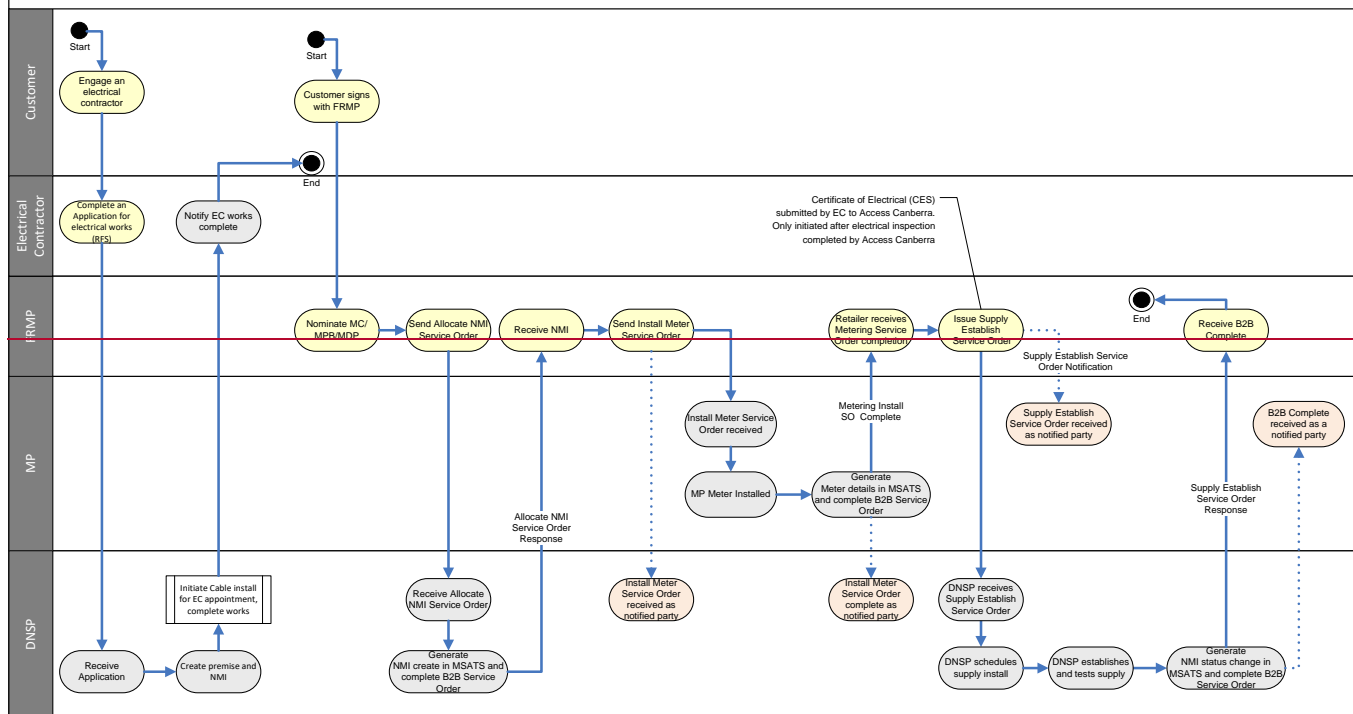 Customer
Start
Engage an
electrical
contractor
Start
Customer signs
with FRMP
End
Electrical
Contractor
Complete an
Application for
electrical works
(RFS)
Notify EC works
complete
Certificate of Electrical (CES)
submitted by EC to Access Canberra.
Only initiated after electrical inspection
completed by Access Canberra
FRMP
Nominate MC/
MPB/MDP
Send Allocate NMI
Service Order
Receive NMI
Send Install Meter
Service Order
Retailer receives
Metering Service
Order completion
Issue Supply
Establish
Service Order
Supply Establish Service
Order Notification
End
Receive B2B
Complete
MP
Install Meter Service
Order received
MP Meter Installed
Metering Install
SO Complete
Generate
Meter details in MSATS
and complete B2B Service
Order
Supply Establish
Service Order received
as notified party
B2B Complete
received as a
notified party
Allocate NMI
Service Order
Response
Supply Establish
Service Order
Response
DNSP
Initiate Cable install
for EC appointment,
complete works
Receive
Application
Create premise and
NMI
Receive Allocate
NMI Service Order
Generate
NMI create in MSATS and
complete B2B Service
Order
Install Meter
Service Order
received as
notified party
Install Meter
Service Order
complete as
notified party
DNSP receives
Supply Establish
Service Order
DNSP schedules
supply install
DNSP establishes
and tests supply
Generate
NMI status change in
MSATS and complete B2B
Service Order